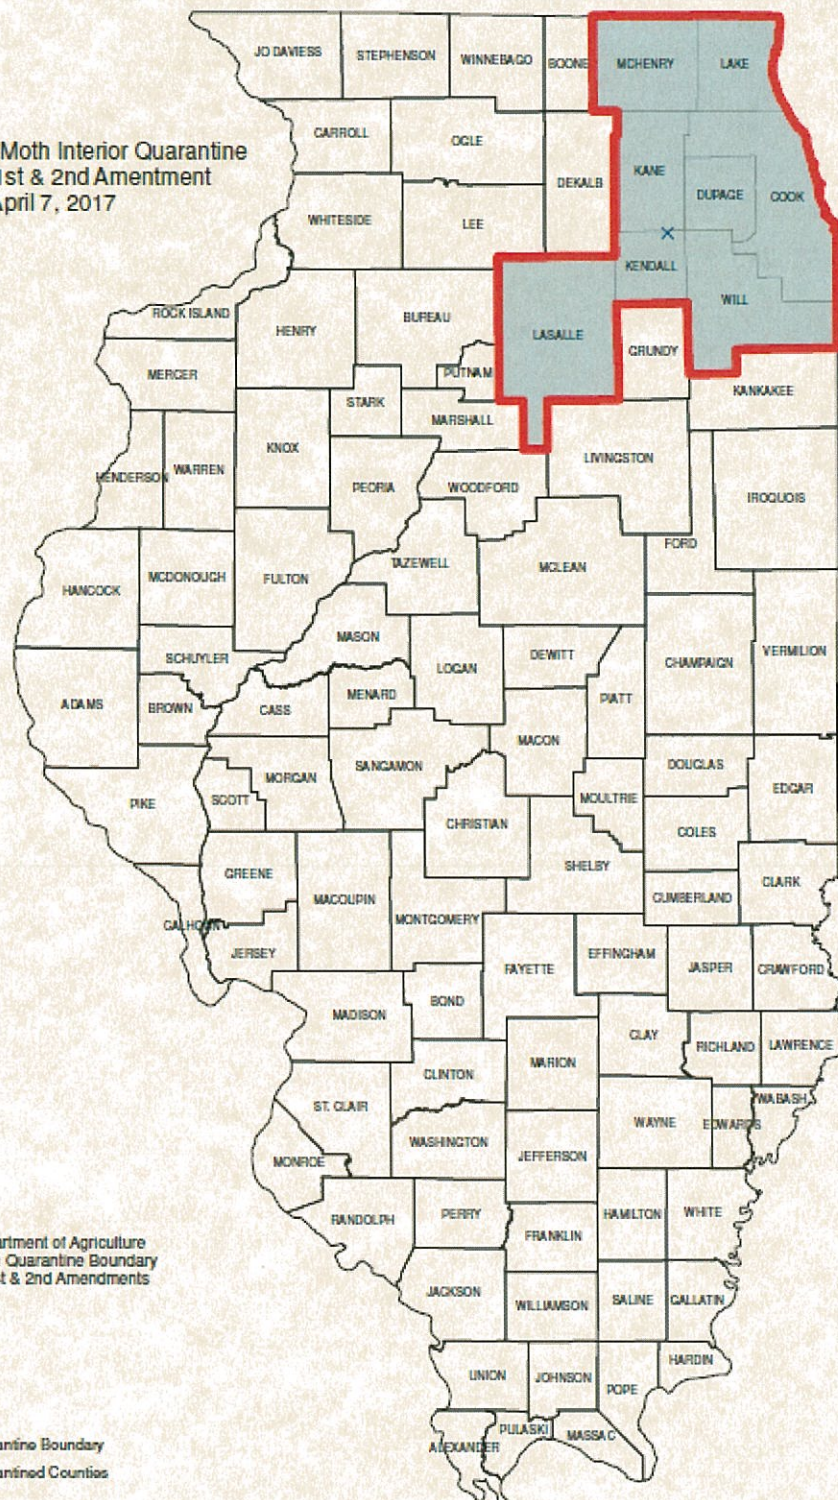 JO DAVIESS
STEPHENSON
WINNEBAGO
BOONE
MCHENRY
LAKE
CARROLL
OGLE
Moth Interior Quarantine
1st & 2nd Amentment
April 7, 2017
DEKALB
KANE
DUPAGE
COOK
WHITESIDE
LEE
KENDALL
WILL
ROCK ISLAND
HENRY
BUREAU
LASALLE
GRUNDY
MERCER
PUTNAM
KANKAKEE
STARK
MARSHALL
HENDERSON
WARREN
KNOX
PEORIA
WOODFORD
LIVINGSTON
IROQUOIS
FORD
HANCOCK
MCDONOUGH
FULTON
TAZEWELL
MCLEAN
MASON
SCHUYLER
LOGAN
DEWITT
CHAMPAIGN
VERMILION
ADAMS
BROWN
CASS
MENARD
PIATT
MACON
SANGAMON
DOUGLAS
PIKE
SCOTT
MORGAN
MOULTRIE
EDGAR
CHRISTIAN
COLES
GREENE
SHELBY
MACOUPIN
CUMBERLAND
CLARK
CALHOUN
MONTGOMERY
JERSEY
FAYETTE
EFFINGHAM
JASPER
CRAWFORD
MADISON
BOND
CLAY
RICHLAND
LAWRENCE
CLINTON
MARION
ST. CLAIR
WABASH
WAYNE
EDWARDS
WASHINGTON
JEFFERSON
MONROE
RANDOLPH
PERRY
HAMILTON
WHITE
FRANKLIN
artment of Agriculture
Quarantine Boundary
st & 2nd Amendments
JACKSON
WILLIAMSON
SALINE
GALLATIN
UNION
JOHNSON
POPE
HARDIN
PULASKI
MASSAC
ALEXANDER
antine Boundary
antined Counties